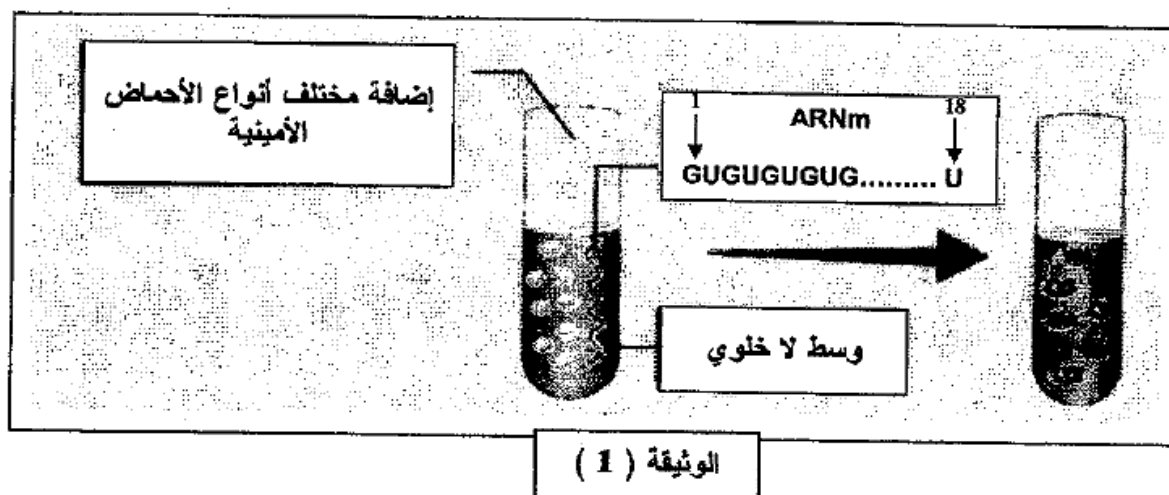 إضافة مختلف أنواع الأحماض
الأمينية
1 18
ARNm
GUGUGUGUG......... U
وسط لا خلوي
الوثيقة ( 1 )